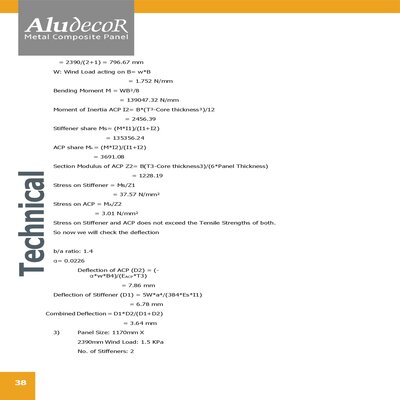 AludecoR
Metal Composite Panel
= 2390/(2+1) = 796.67 mm
W: Wind Load acting on B= w*B
= 1.752 N/mm
Bending Moment M = WB²/8
= 139047.32 N/mm
Moment of Inertia ACP I2= B*(T³-Core thickness³)/12
= 2456.39
Stiffener share Ms= (M*I1)/(I1+I2)
= 135356.24
ACP share Mₐ= (M*I2)/(I1+I2)
= 3691.08
Section Modulus of ACP Z2= B(T3-Core thickness3)/(6*Panel Thickness)
= 1228.19
Stress on Stiffener = Ms/Z1
= 37.57 N/mm²
Stress on ACP = Mₐ/Z2
= 3.01 N/mm²
Stress on Stiffener and ACP does not exceed the Tensile Strengths of both.
So now we will check the deflection
b/a ratio: 1.4
α= 0.0226
Deflection of ACP (D2) = (-
α*w*B4)/(Eᴀᴄᴘ*T3)
= 7.86 mm
Deflection of Stiffener (D1) = 5W*a⁴/(384*Es*I1)
= 6.78 mm
Combined Deflection = D1*D2/(D1+D2)
= 3.64 mm
3) Panel Size: 1170mm X
2390mm Wind Load: 1.5 KPa
No. of Stiffeners: 2
Technical
38